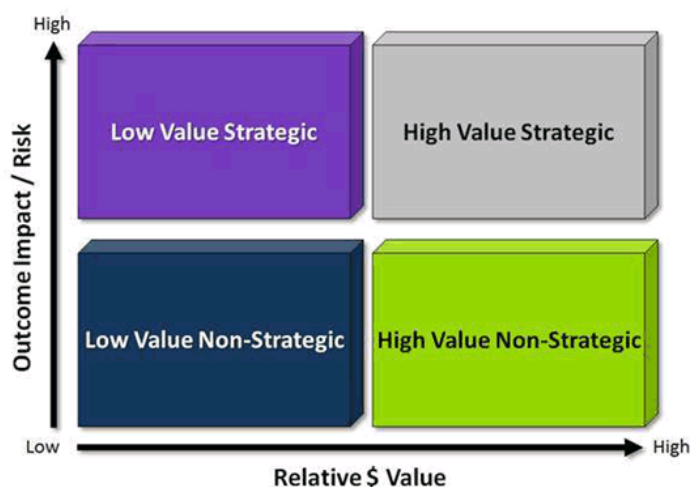 High
Outcome Impact / Risk
Low Value Strategic
High Value Strategic
Low Value Non-Strategic
High Value Non-Strategic
Low
High
Relative $ Value